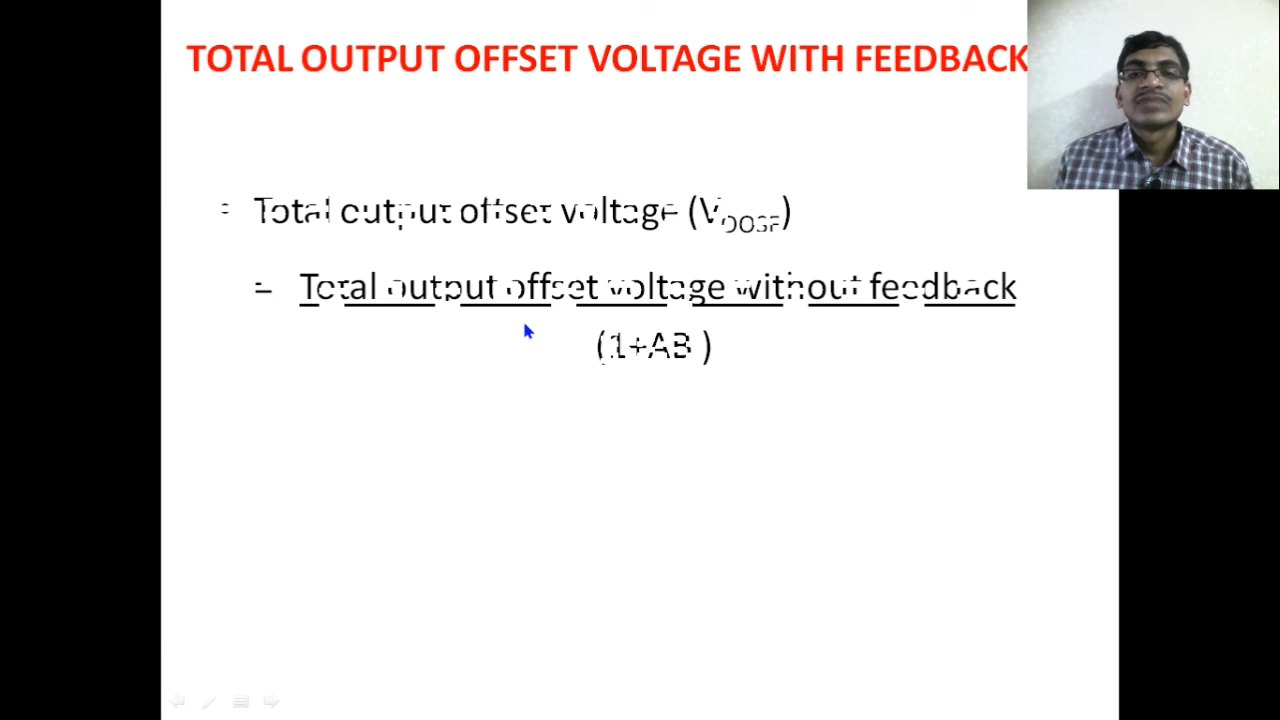 TOTAL OUTPUT OFFSET VOLTAGE WITH FEEDBACK
Total output offset voltage (VOOSF)
= Total output offset voltage without feedback
(1+AB )